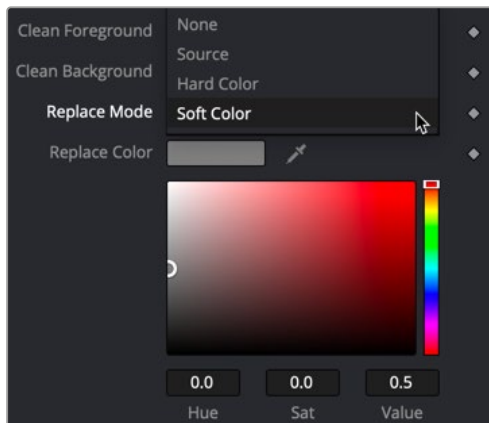 Clean Foreground
None
Source
Clean Background
Hard Color
Replace Mode
Soft Color
Replace Color
0.0 0.0 0.5
Hue Sat Value